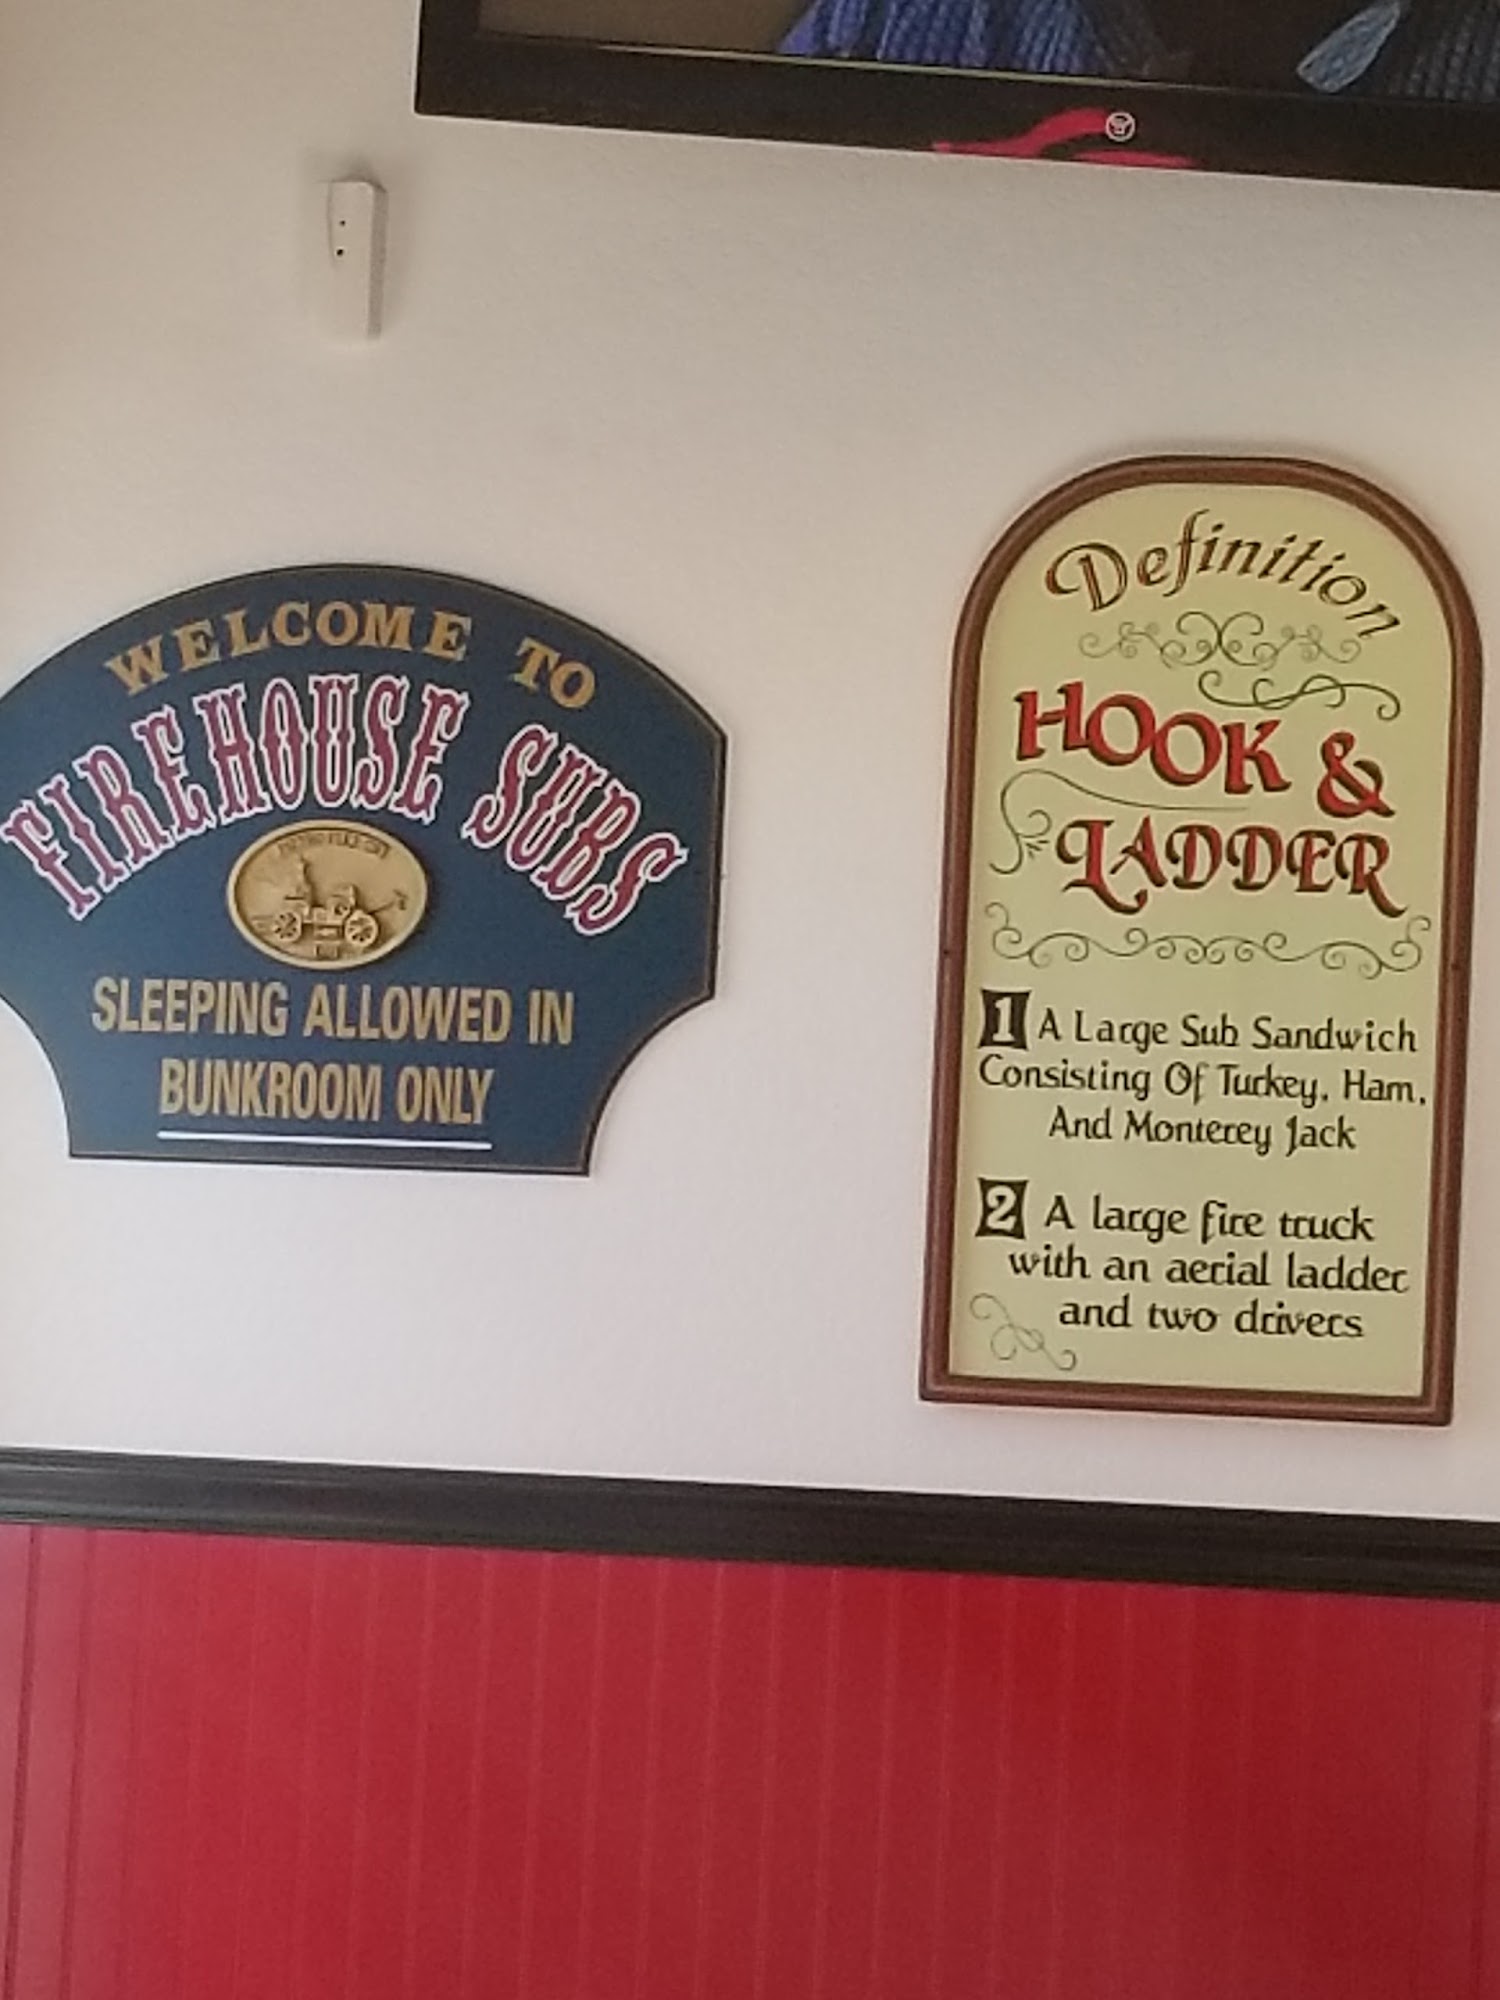 WELCOME TO
FIREHOUSE SUBS
SLEEPING ALLOWED IN
BUNKROOM ONLY
Definition
HOOK &
LADDER
1 A Large Sub Sandwich
Consisting Of Turkey, Ham,
And Monterey Jack
2 A large fire truck
with an aerial ladder
and two drivers